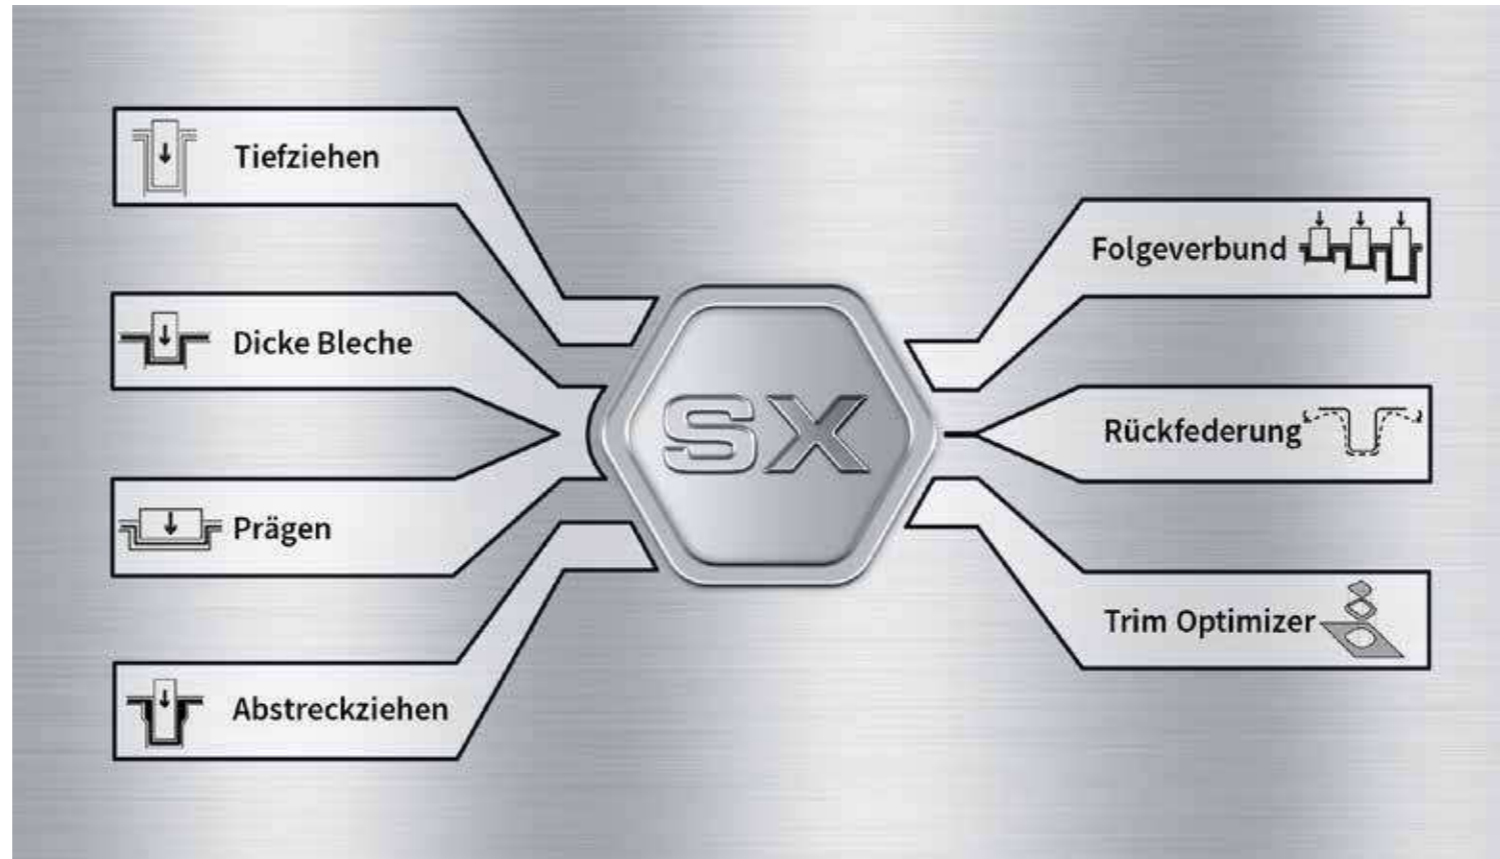 Tiefziehen
Dicke Bleche
Prägen
Abstreckziehen
SX
Folgeverbund
Rückfederung
Trim Optimizer